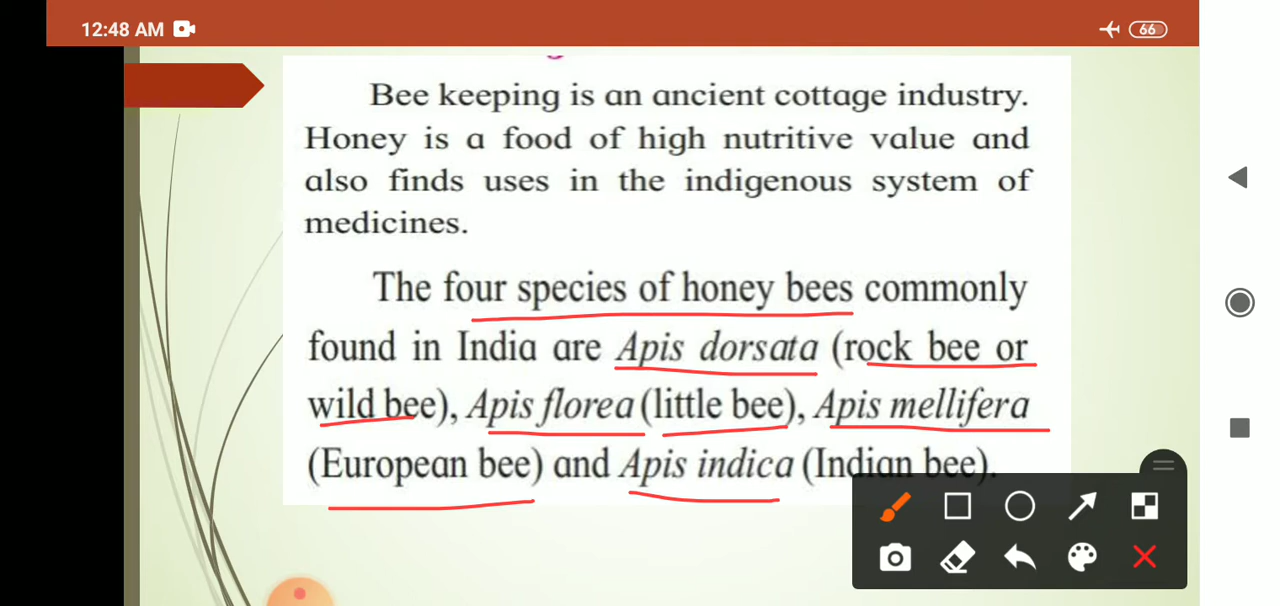 12:48 AM
66
Bee keeping is an ancient cottage industry.
Honey is a food of high nutritive value and
also finds uses in the indigenous system of
medicines.
The four species of honey bees commonly
found in India are Apis dorsata (rock bee or
wild bee), Apis florea (little bee), Apis mellifera
(European bee) and Apis indica (Indian bee).